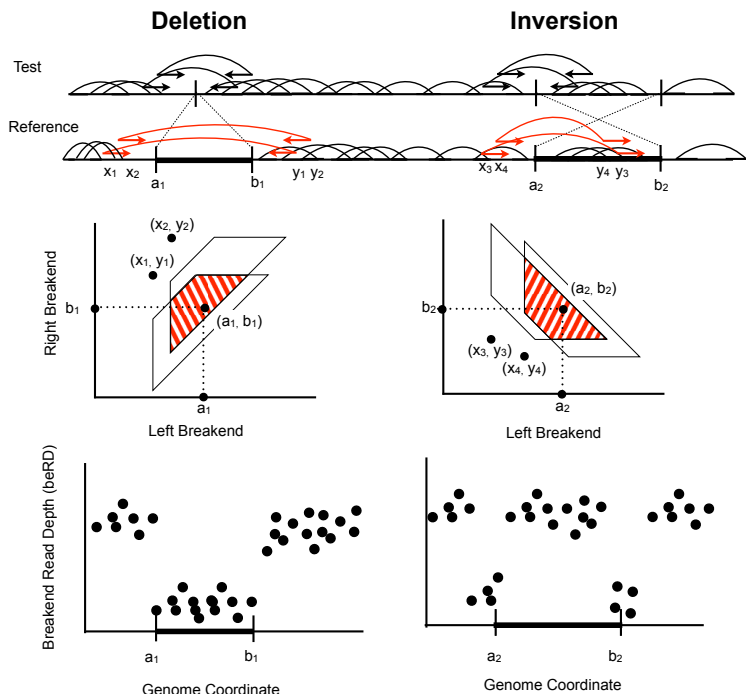 Deletion Inversion
Test
Reference
x1 x2 a1 b1 y1 y2 x3 x4 a2 y4 y3 b2
(x2, y2)
(x1, y1)
b1
(a1, b1)
a1
Right Breakend
Left Breakend
b2
(a2, b2)
(x3, y3)
(x4, y4)
a2
Left Breakend
Breakend Read Depth (beRD)
a1 b1
Genome Coordinate
a2 b2
Genome Coordinate